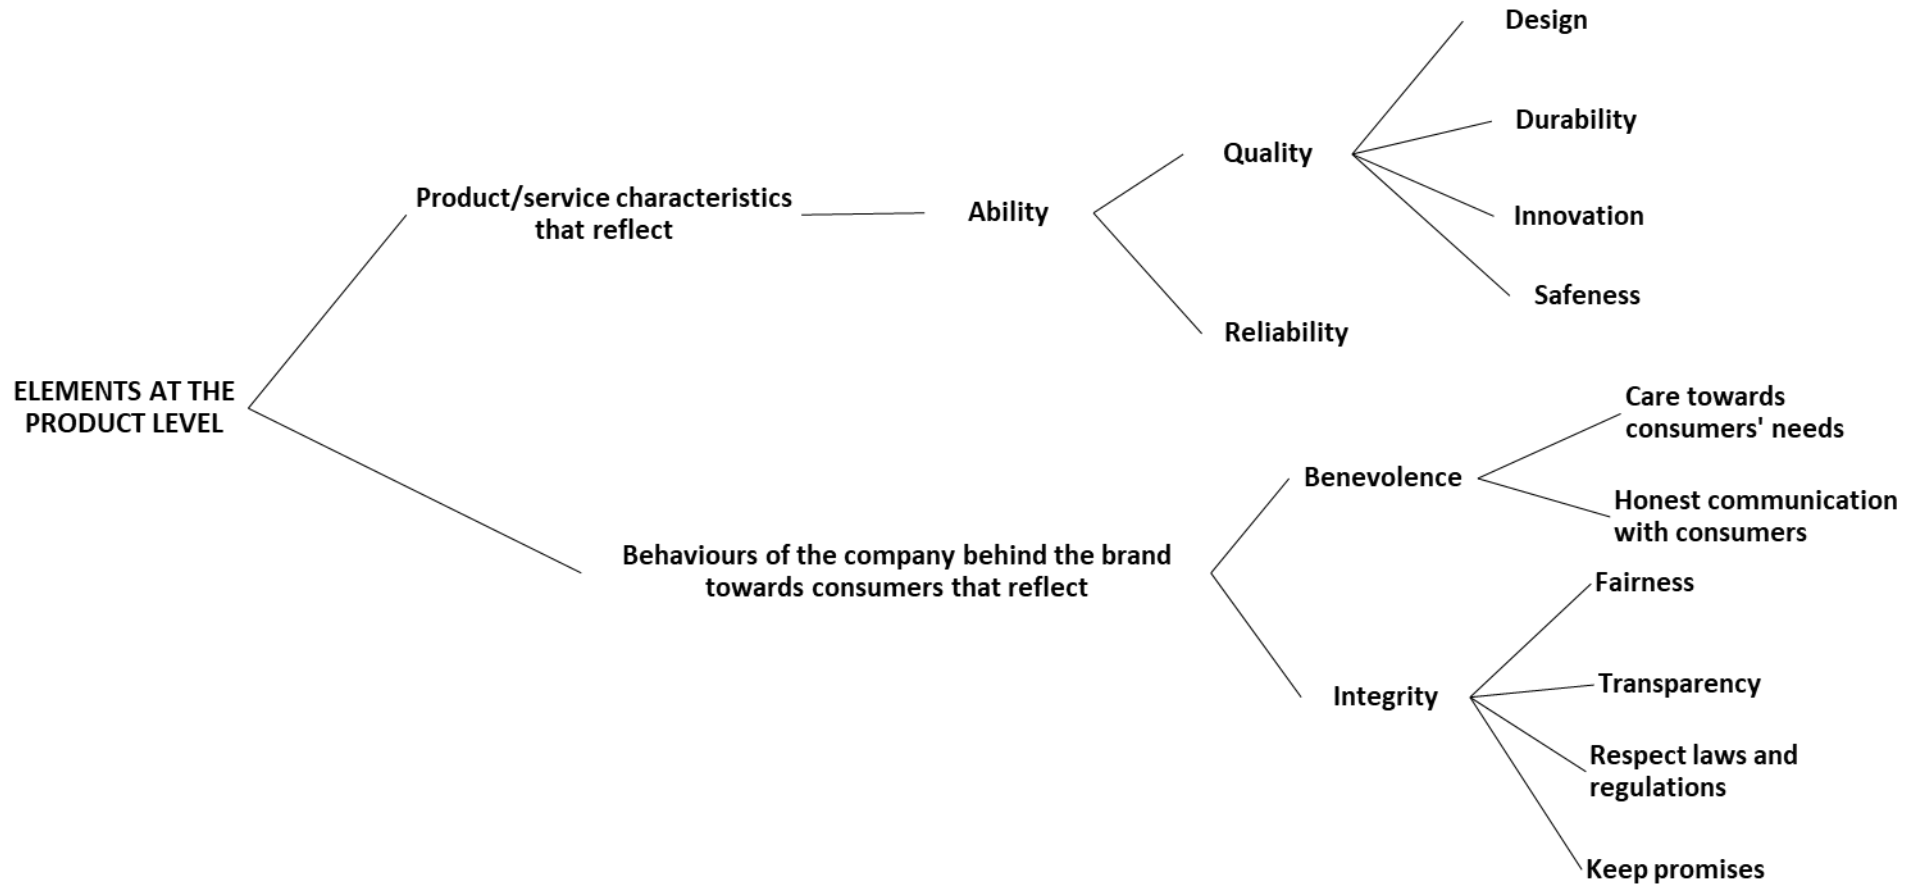 Design
Durability
Quality
Product/service characteristics
that reflect
Ability
Innovation
Safeness
Reliability
ELEMENTS AT THE
PRODUCT LEVEL
Care towards
consumers' needs
Benevolence
Honest communication
with consumers
Behaviours of the company behind the brand
towards consumers that reflect
Fairness
Integrity
Transparency
Respect laws and
regulations
Keep promises